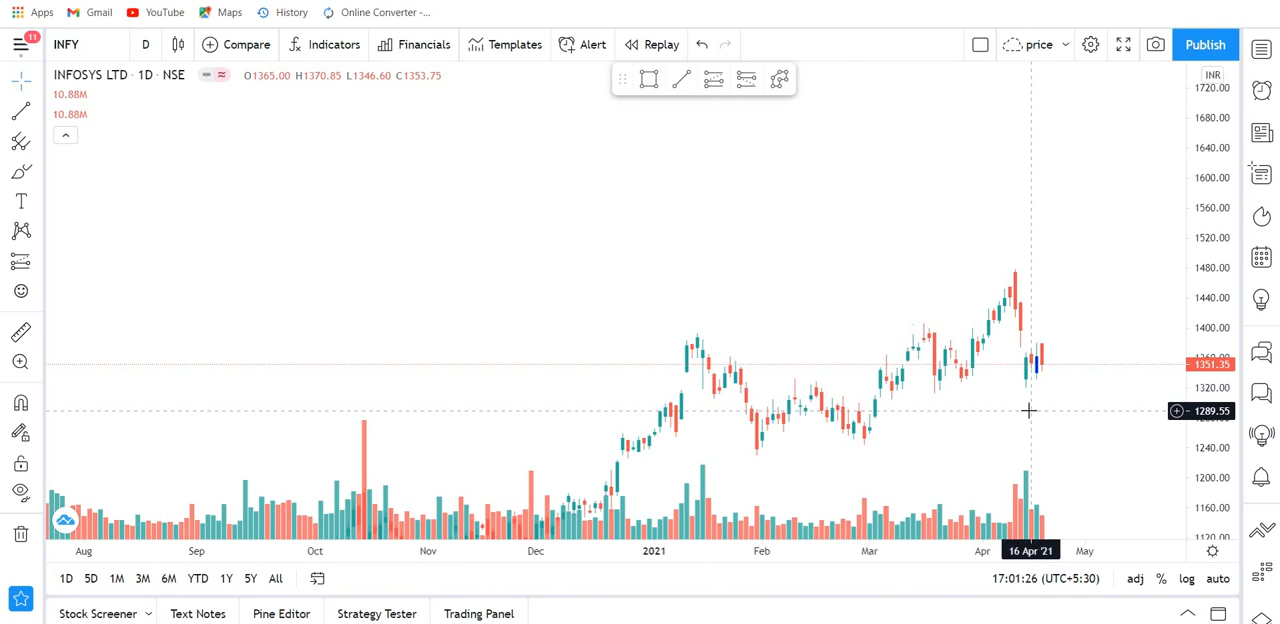 Apps Gmail YouTube Maps History Online Converter -...
11
INFY D Compare Indicators Financials Templates Alert Replay price Publish
INFOSYS LTD · 1D · NSE O1365.00 H1370.85 L1346.60 C1353.75 INR
10.88M
10.88M
1720.00
1680.00
1640.00
1600.00
1560.00
1520.00
1480.00
1440.00
1400.00
1351.35
1320.00
1289.55
1240.00
1200.00
1160.00
1120.00
Aug Sep Oct Nov Dec 2021 Feb Mar Apr 16 Apr '21 May
1D 5D 1M 3M 6M YTD 1Y 5Y All 17:01:26 (UTC+5:30) adj % log auto
Stock Screener Text Notes Pine Editor Strategy Tester Trading Panel